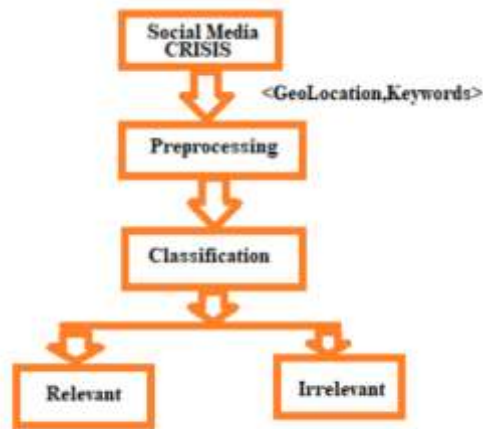 Social Media
CRISIS
<GeoLocation,Keywords>
Preprocessing
Classification
Relevant
Irrelevant